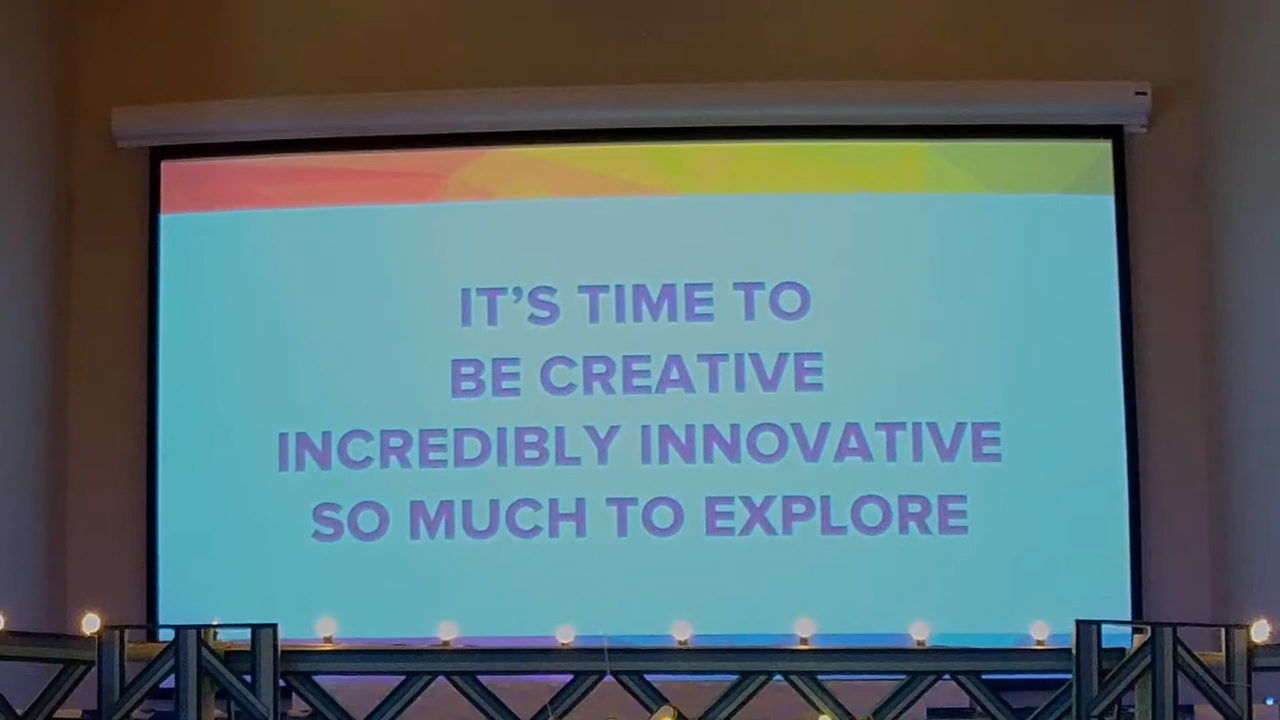 IT’S TIME TO
BE CREATIVE
INCREDIBLY INNOVATIVE
SO MUCH TO EXPLORE